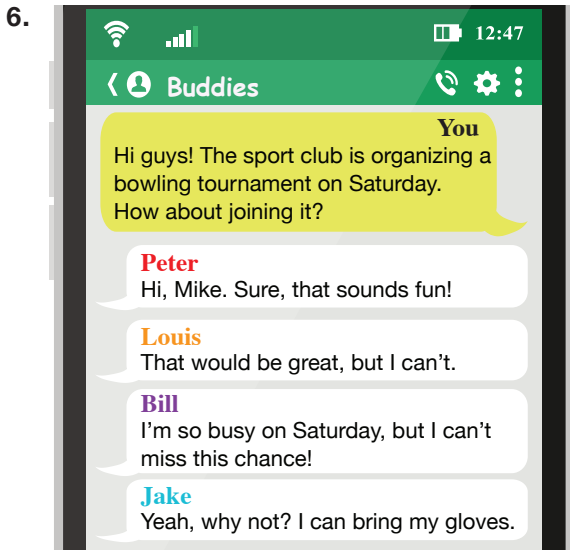 6.
12:47
Buddies
You
Hi guys! The sport club is organizing a
bowling tournament on Saturday.
How about joining it?
Peter
Hi, Mike. Sure, that sounds fun!
Louis
That would be great, but I can't.
Bill
I'm so busy on Saturday, but I can't
miss this chance!
Jake
Yeah, why not? I can bring my gloves.